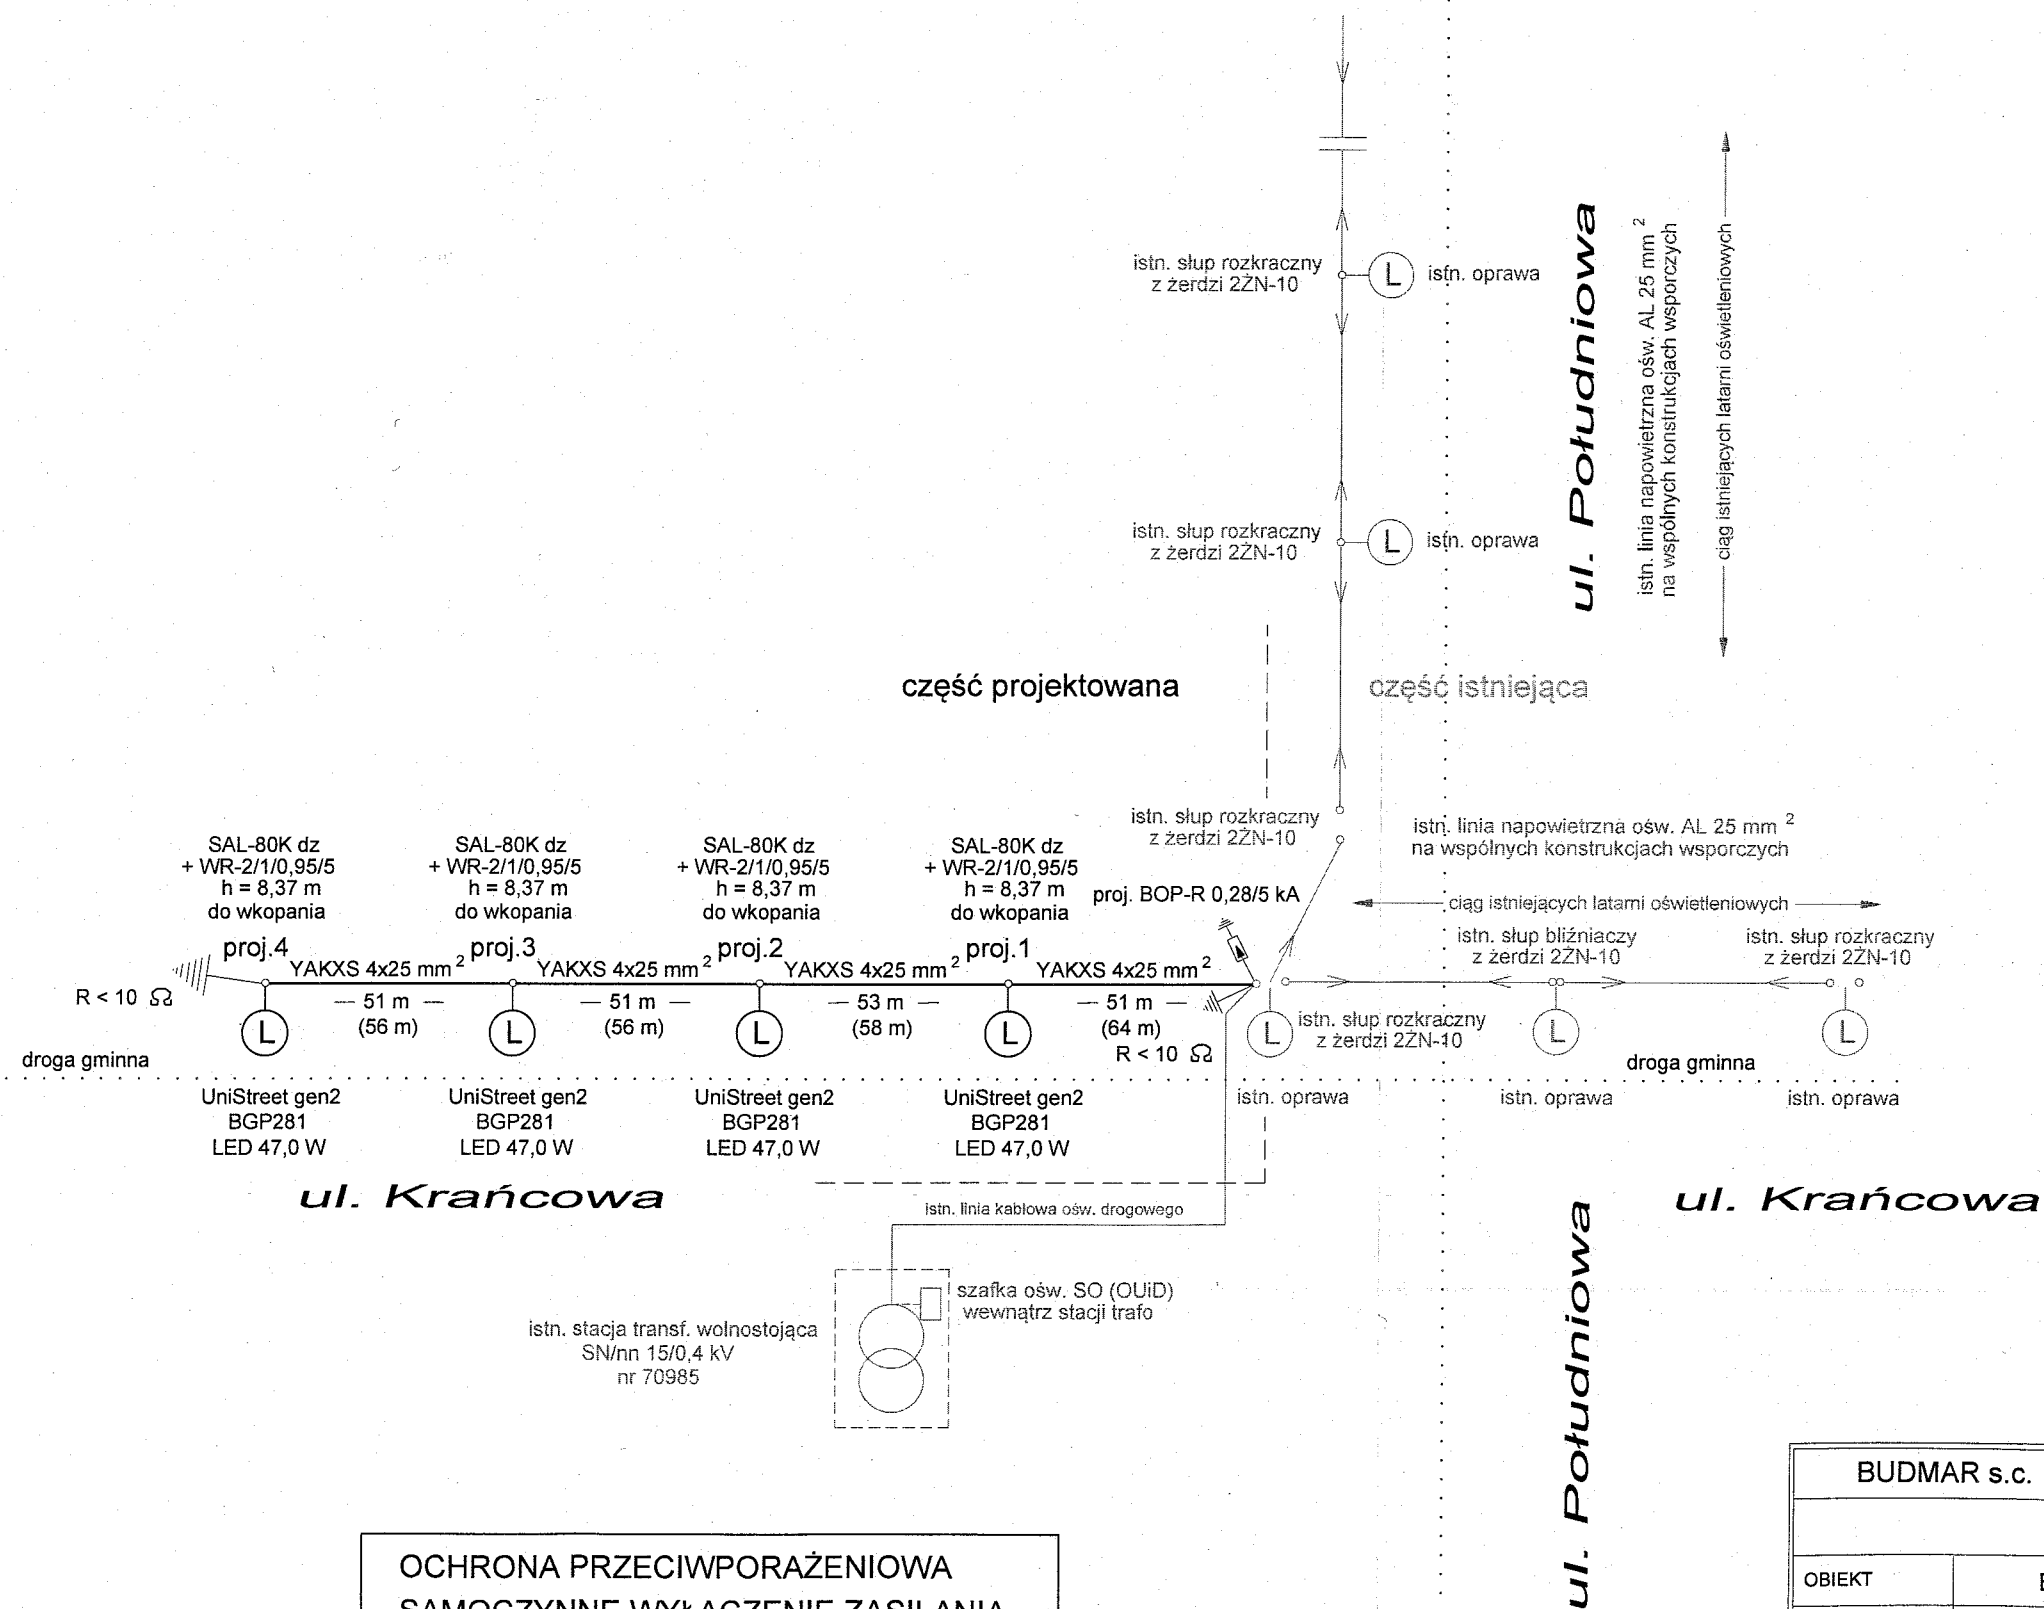 istn. słup rozkraczny
z żerdzi 2ŻN-10
L
istn. oprawa
ul. Południowa
istn. linia napowietrzna ośw. AL 25 mm 2
na wspólnych konstrukcjach wsporczych
ciąg istniejących latarni oświetleniowych
istn. słup rozkraczny
z żerdzi 2ŻN-10
L
istn. oprawa
część projektowana
część istniejąca
istn. słup rozkraczny
z żerdzi 2ŻN-10
istn. linia napowietrzna ośw. AL 25 mm 2
na wspólnych konstrukcjach wsporczych
ciąg istniejących latarni oświetleniowych
SAL-80K dz
+ WR-2/1/0,95/5
h = 8,37 m
do wkopania
proj.4
SAL-80K dz
+ WR-2/1/0,95/5
h = 8,37 m
do wkopania
proj.3
SAL-80K dz
+ WR-2/1/0,95/5
h = 8,37 m
do wkopania
proj.2
SAL-80K dz
+ WR-2/1/0,95/5
h = 8,37 m
do wkopania
proj.1
proj. BOP-R 0,28/5 kA
istn. słup bliźniaczy
z żerdzi 2ŻN-10
istn. słup rozkraczny
z żerdzi 2ŻN-10
YAKXS 4x25 mm 2
51 m
(56 m)
YAKXS 4x25 mm 2
51 m
(56 m)
YAKXS 4x25 mm 2
53 m
(58 m)
YAKXS 4x25 mm 2
51 m
(64 m)
R < 10 Ω
R < 10 Ω
L
L
L
L
L
istn. słup rozkraczny
z żerdzi 2ŻN-10
L
L
droga gminna
droga gminna
UniStreet gen2
BGP281
LED 47,0 W
UniStreet gen2
BGP281
LED 47,0 W
UniStreet gen2
BGP281
LED 47,0 W
UniStreet gen2
BGP281
LED 47,0 W
istn. oprawa
istn. oprawa
istn. oprawa
ul. Krańcowa
ul. Krańcowa
istn. linia kablowa ośw. drogowego
ul. Południowa
szafka ośw. SO (OUiD)
wewnątrz stacji trafo
istn. stacja transf. wolnostojąca
SN/nn 15/0,4 kV
nr 70985
BUDMAR s.c.
OBIEKT
OCHRONA PRZECIWPORAŻENIOWA
SAMOCZYNNE WYŁĄCZENIE ZASILANIA